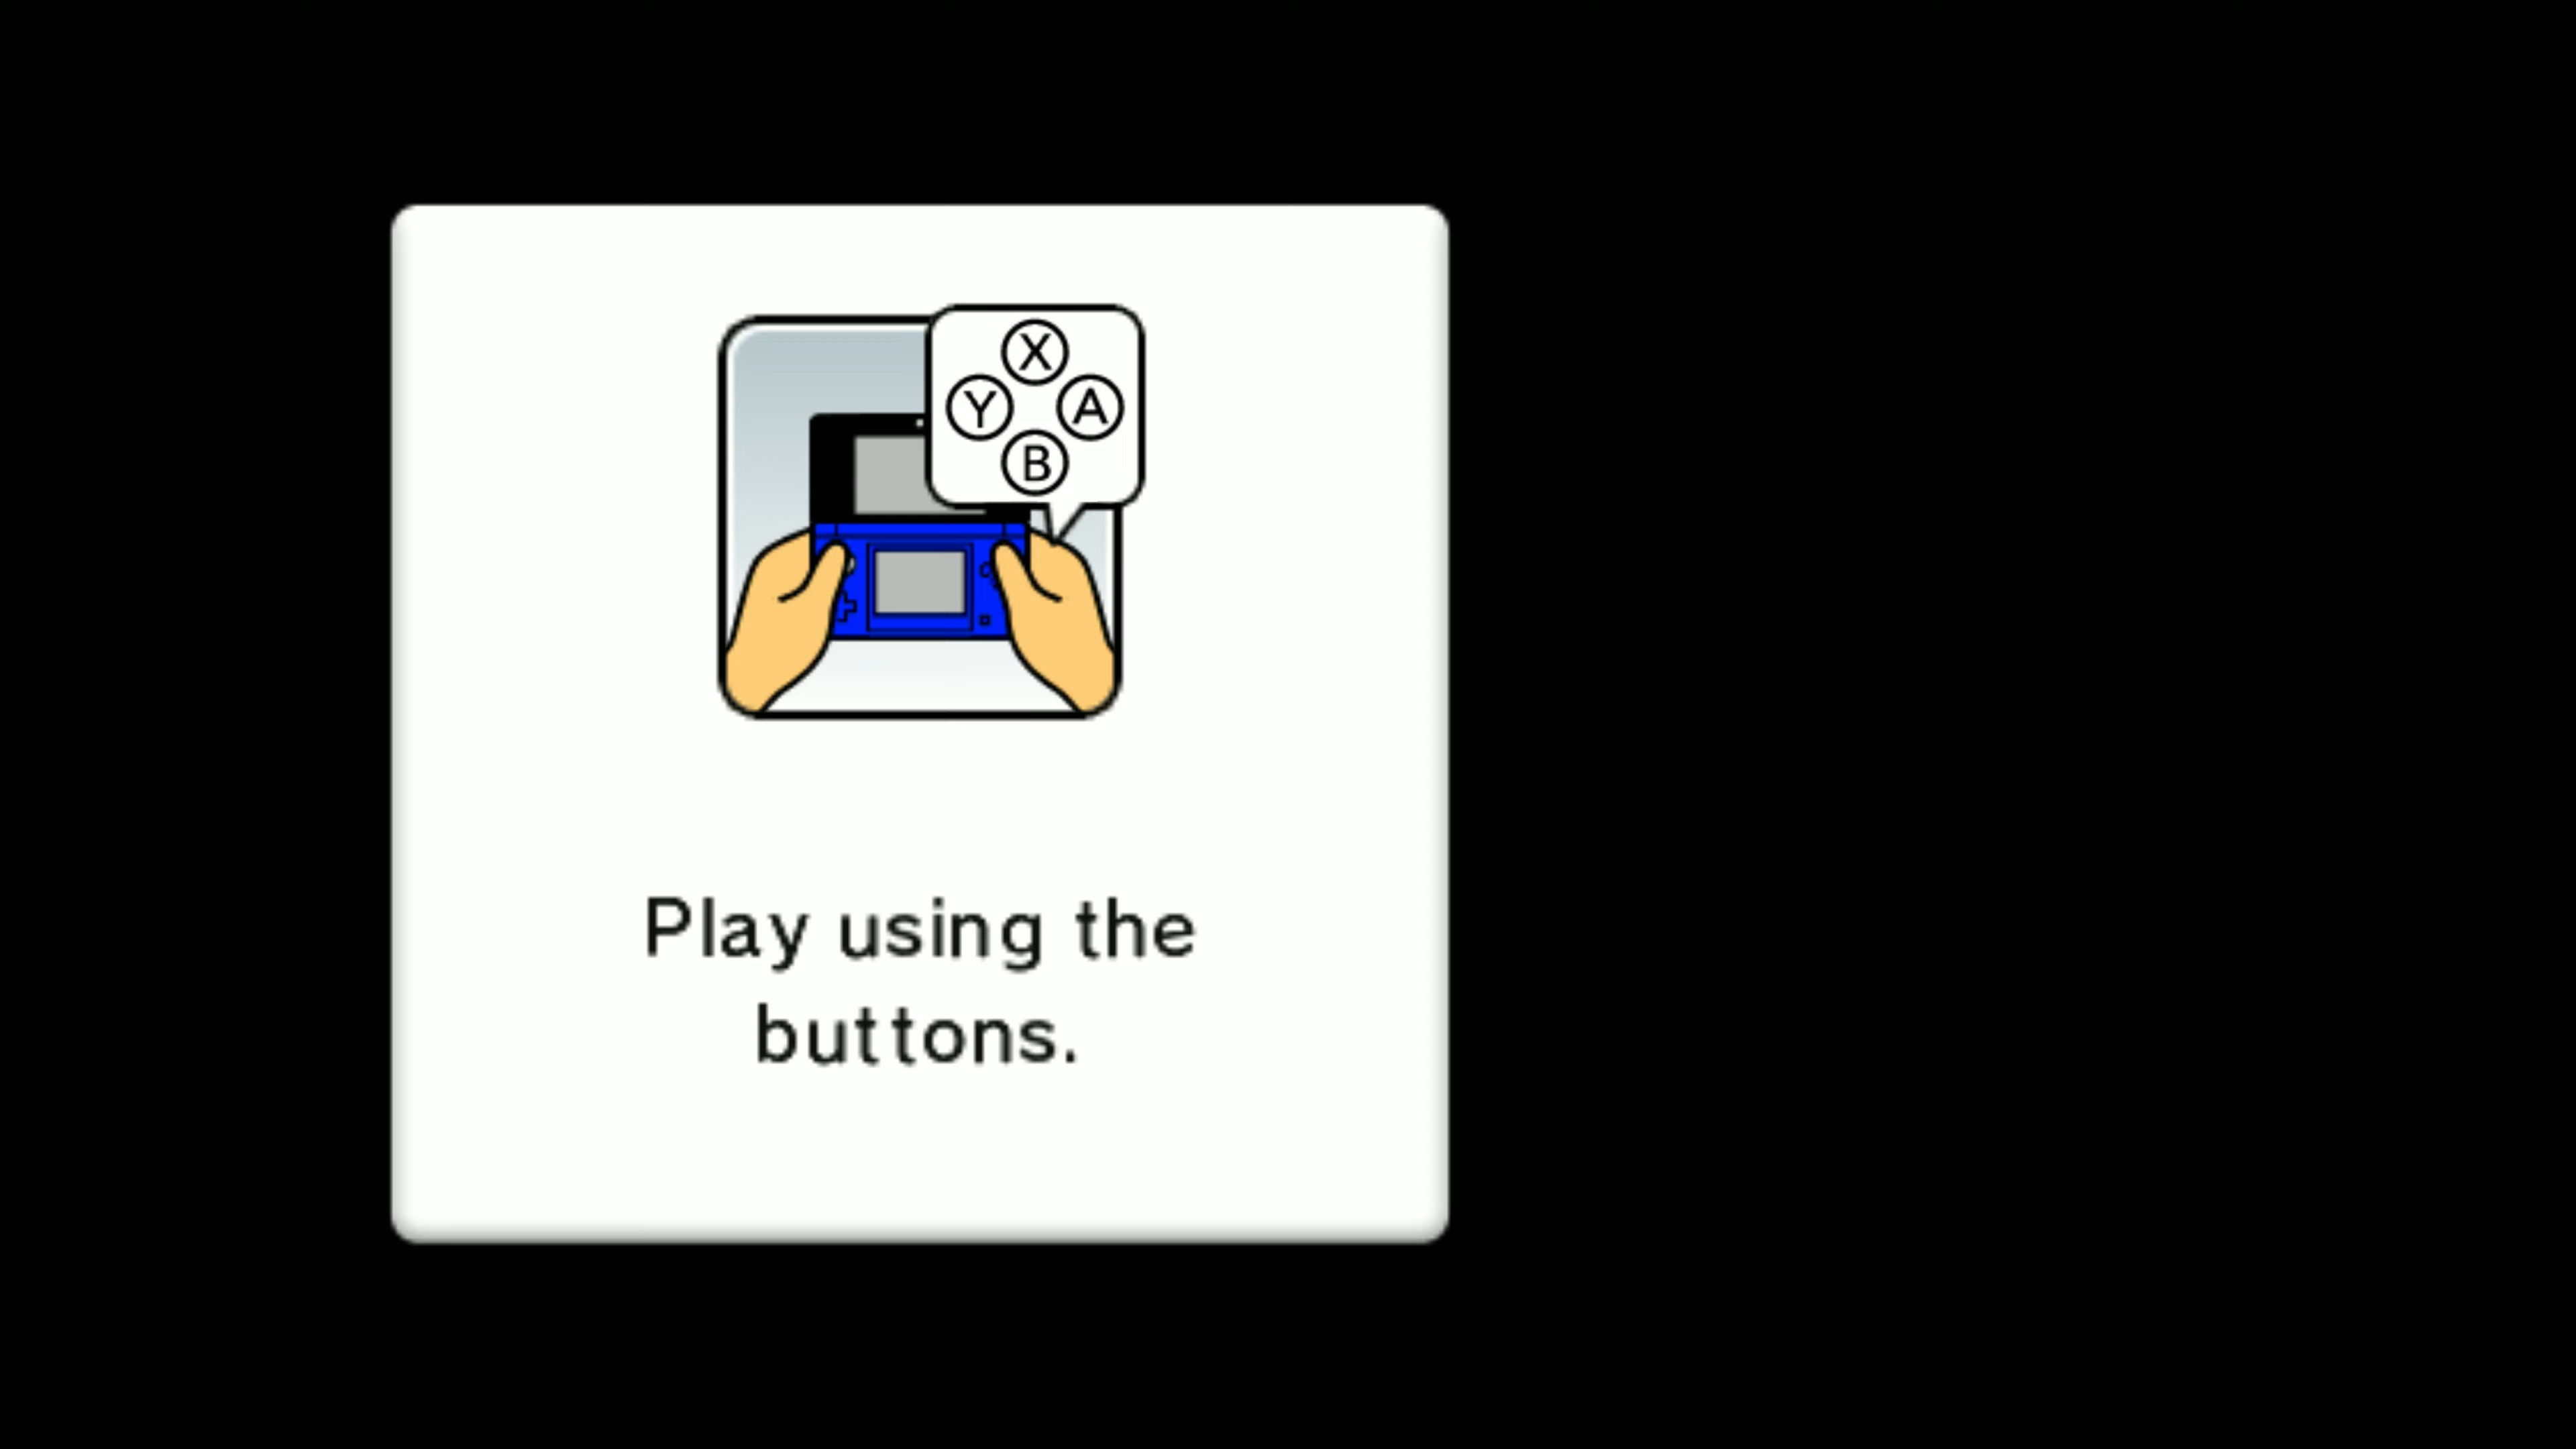 X
Y A
B
Play using the
buttons.